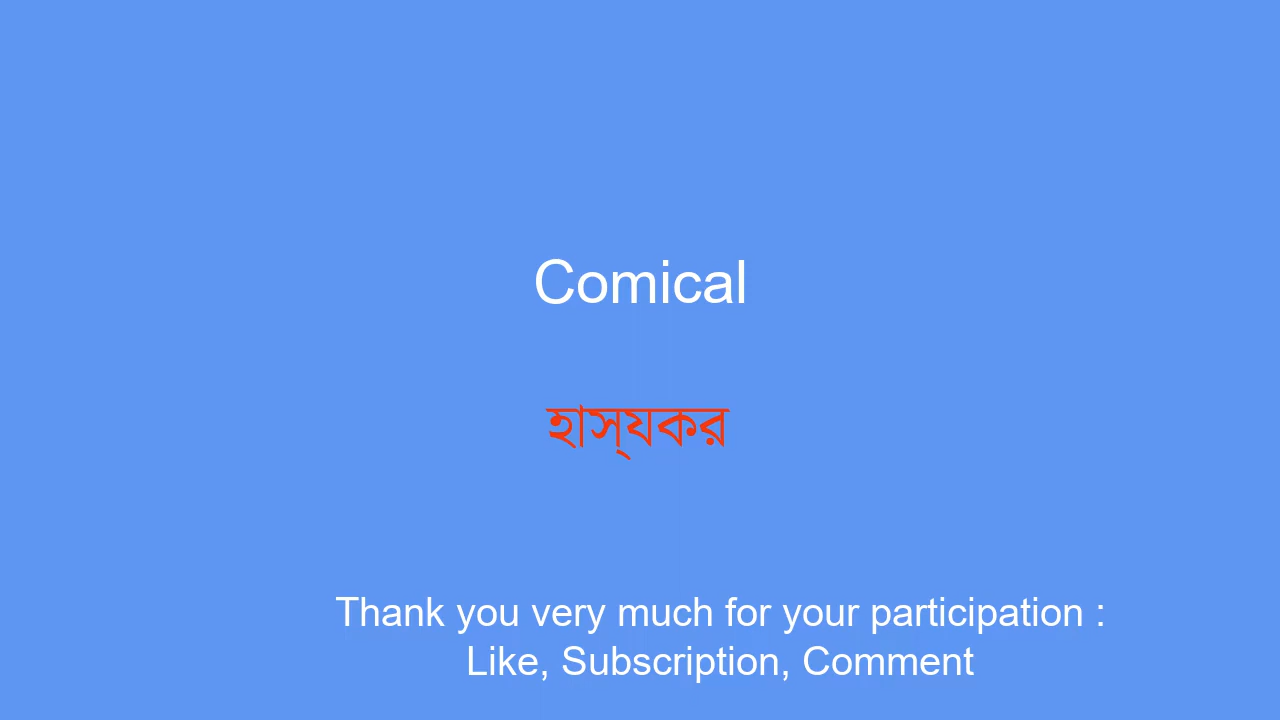 Comical
হাস্‌যকর
Thank you very much for your participation :
Like, Subscription, Comment